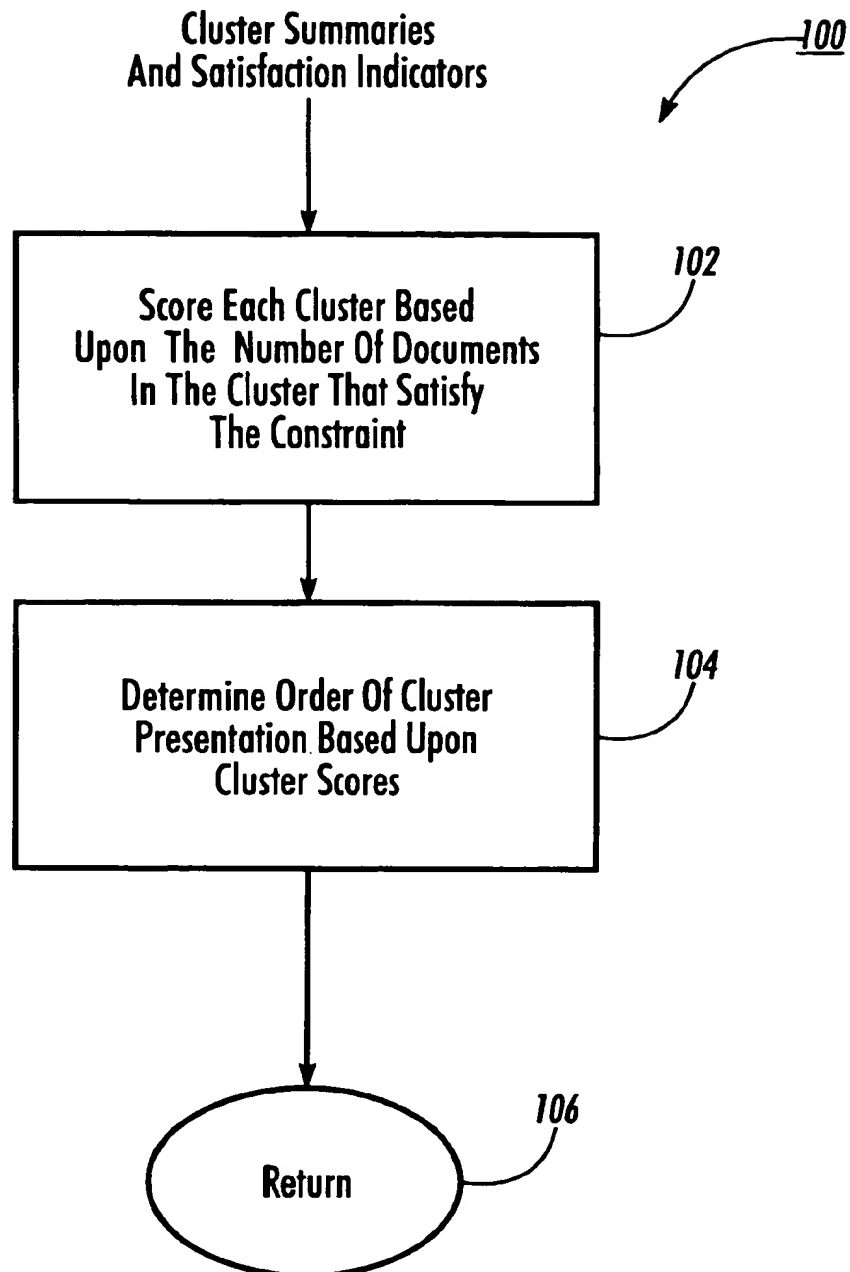 Cluster Summaries
And Satisfaction Indicators
100
Score Each Cluster Based
Upon The Number Of Documents
In The Cluster That Satisfy
The Constraint
102
Determine Order Of Cluster
Presentation Based Upon
Cluster Scores
104
Return
106